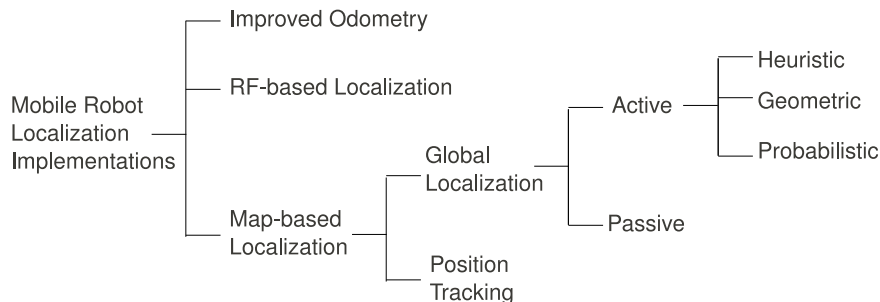 Improved Odometry
RF-based Localization
Mobile Robot
Localization
Implementations
Map-based
Localization
Global
Localization
Position
Tracking
Active
Passive
Heuristic
Geometric
Probabilistic